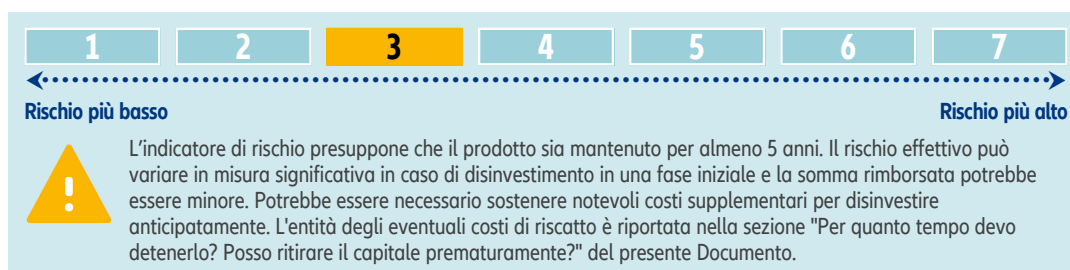 1 2 3 4 5 6 7
Rischio più basso Rischio più alto
L'indicatore di rischio presuppone che il prodotto sia mantenuto per almeno 5 anni. Il rischio effettivo può
variare in misura significativa in caso di disinvestimento in una fase iniziale e la somma rimborsata potrebbe
essere minore. Potrebbe essere necessario sostenere notevoli costi supplementari per disinvestire
anticipatamente. L'entità degli eventuali costi di riscatto è riportata nella sezione "Per quanto tempo devo
detenerlo? Posso ritirare il capitale prematuramente?" del presente Documento.